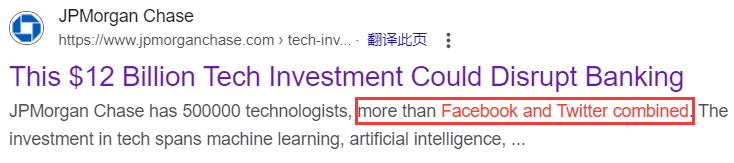 JPMorgan Chase
https://www.jpmorganchase.com › tech-inv... · 翻译此页
This $12 Billion Tech Investment Could Disrupt Banking
JPMorgan Chase has 500000 technologists, more than Facebook and Twitter combined. The
investment in tech spans machine learning, artificial intelligence, ...